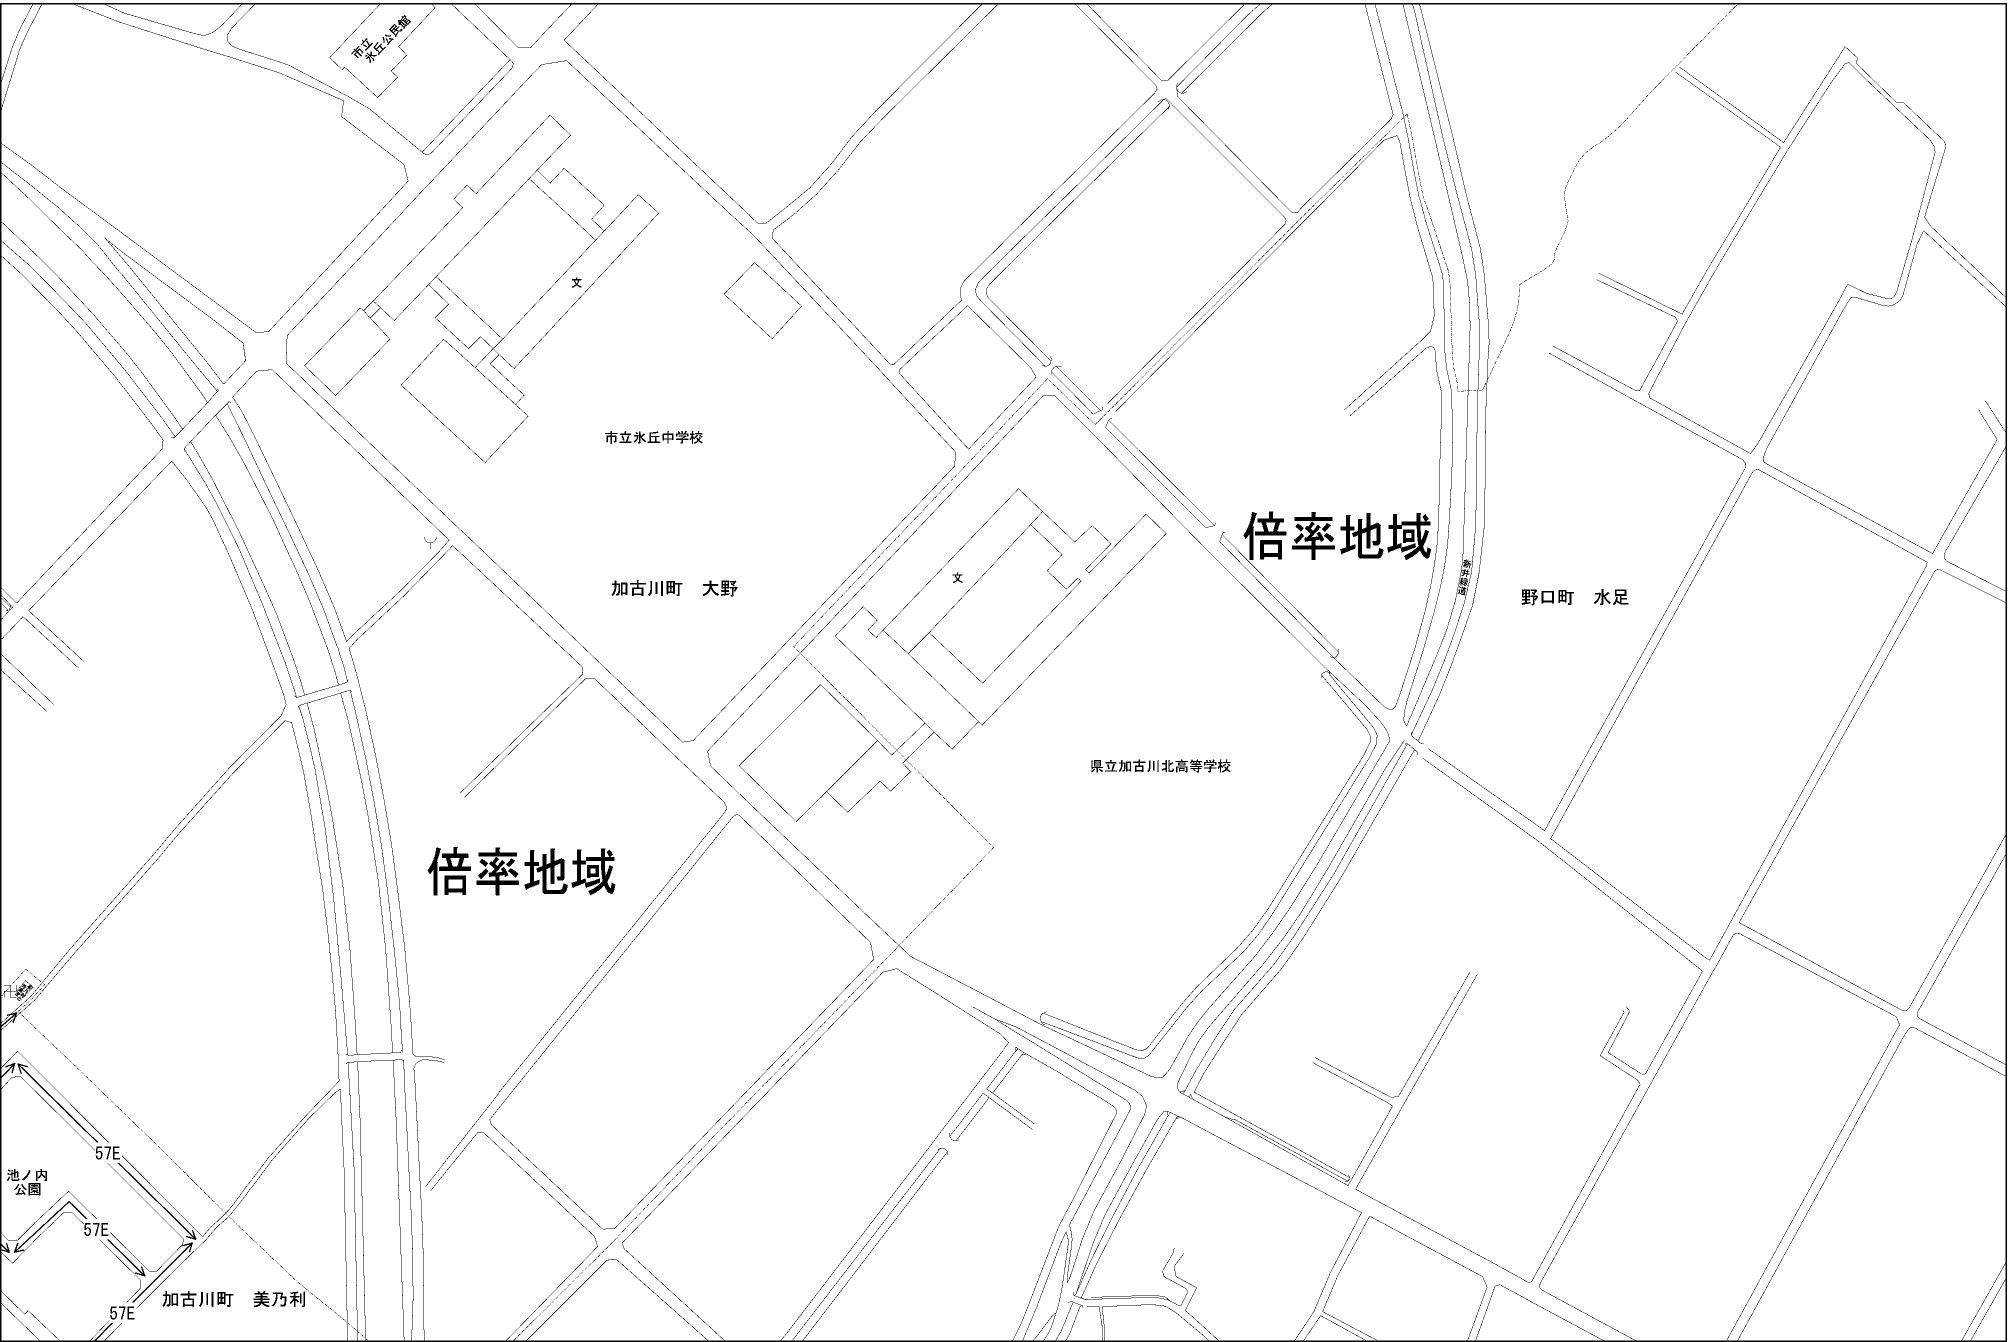 市立
氷丘公民館
文
市立氷丘中学校
倍率地域
文
加古川町　大野
野口町　水足
県立加古川北高等学校
倍率地域
57E
池ノ内
公園
57E
加古川町　美乃利
57E